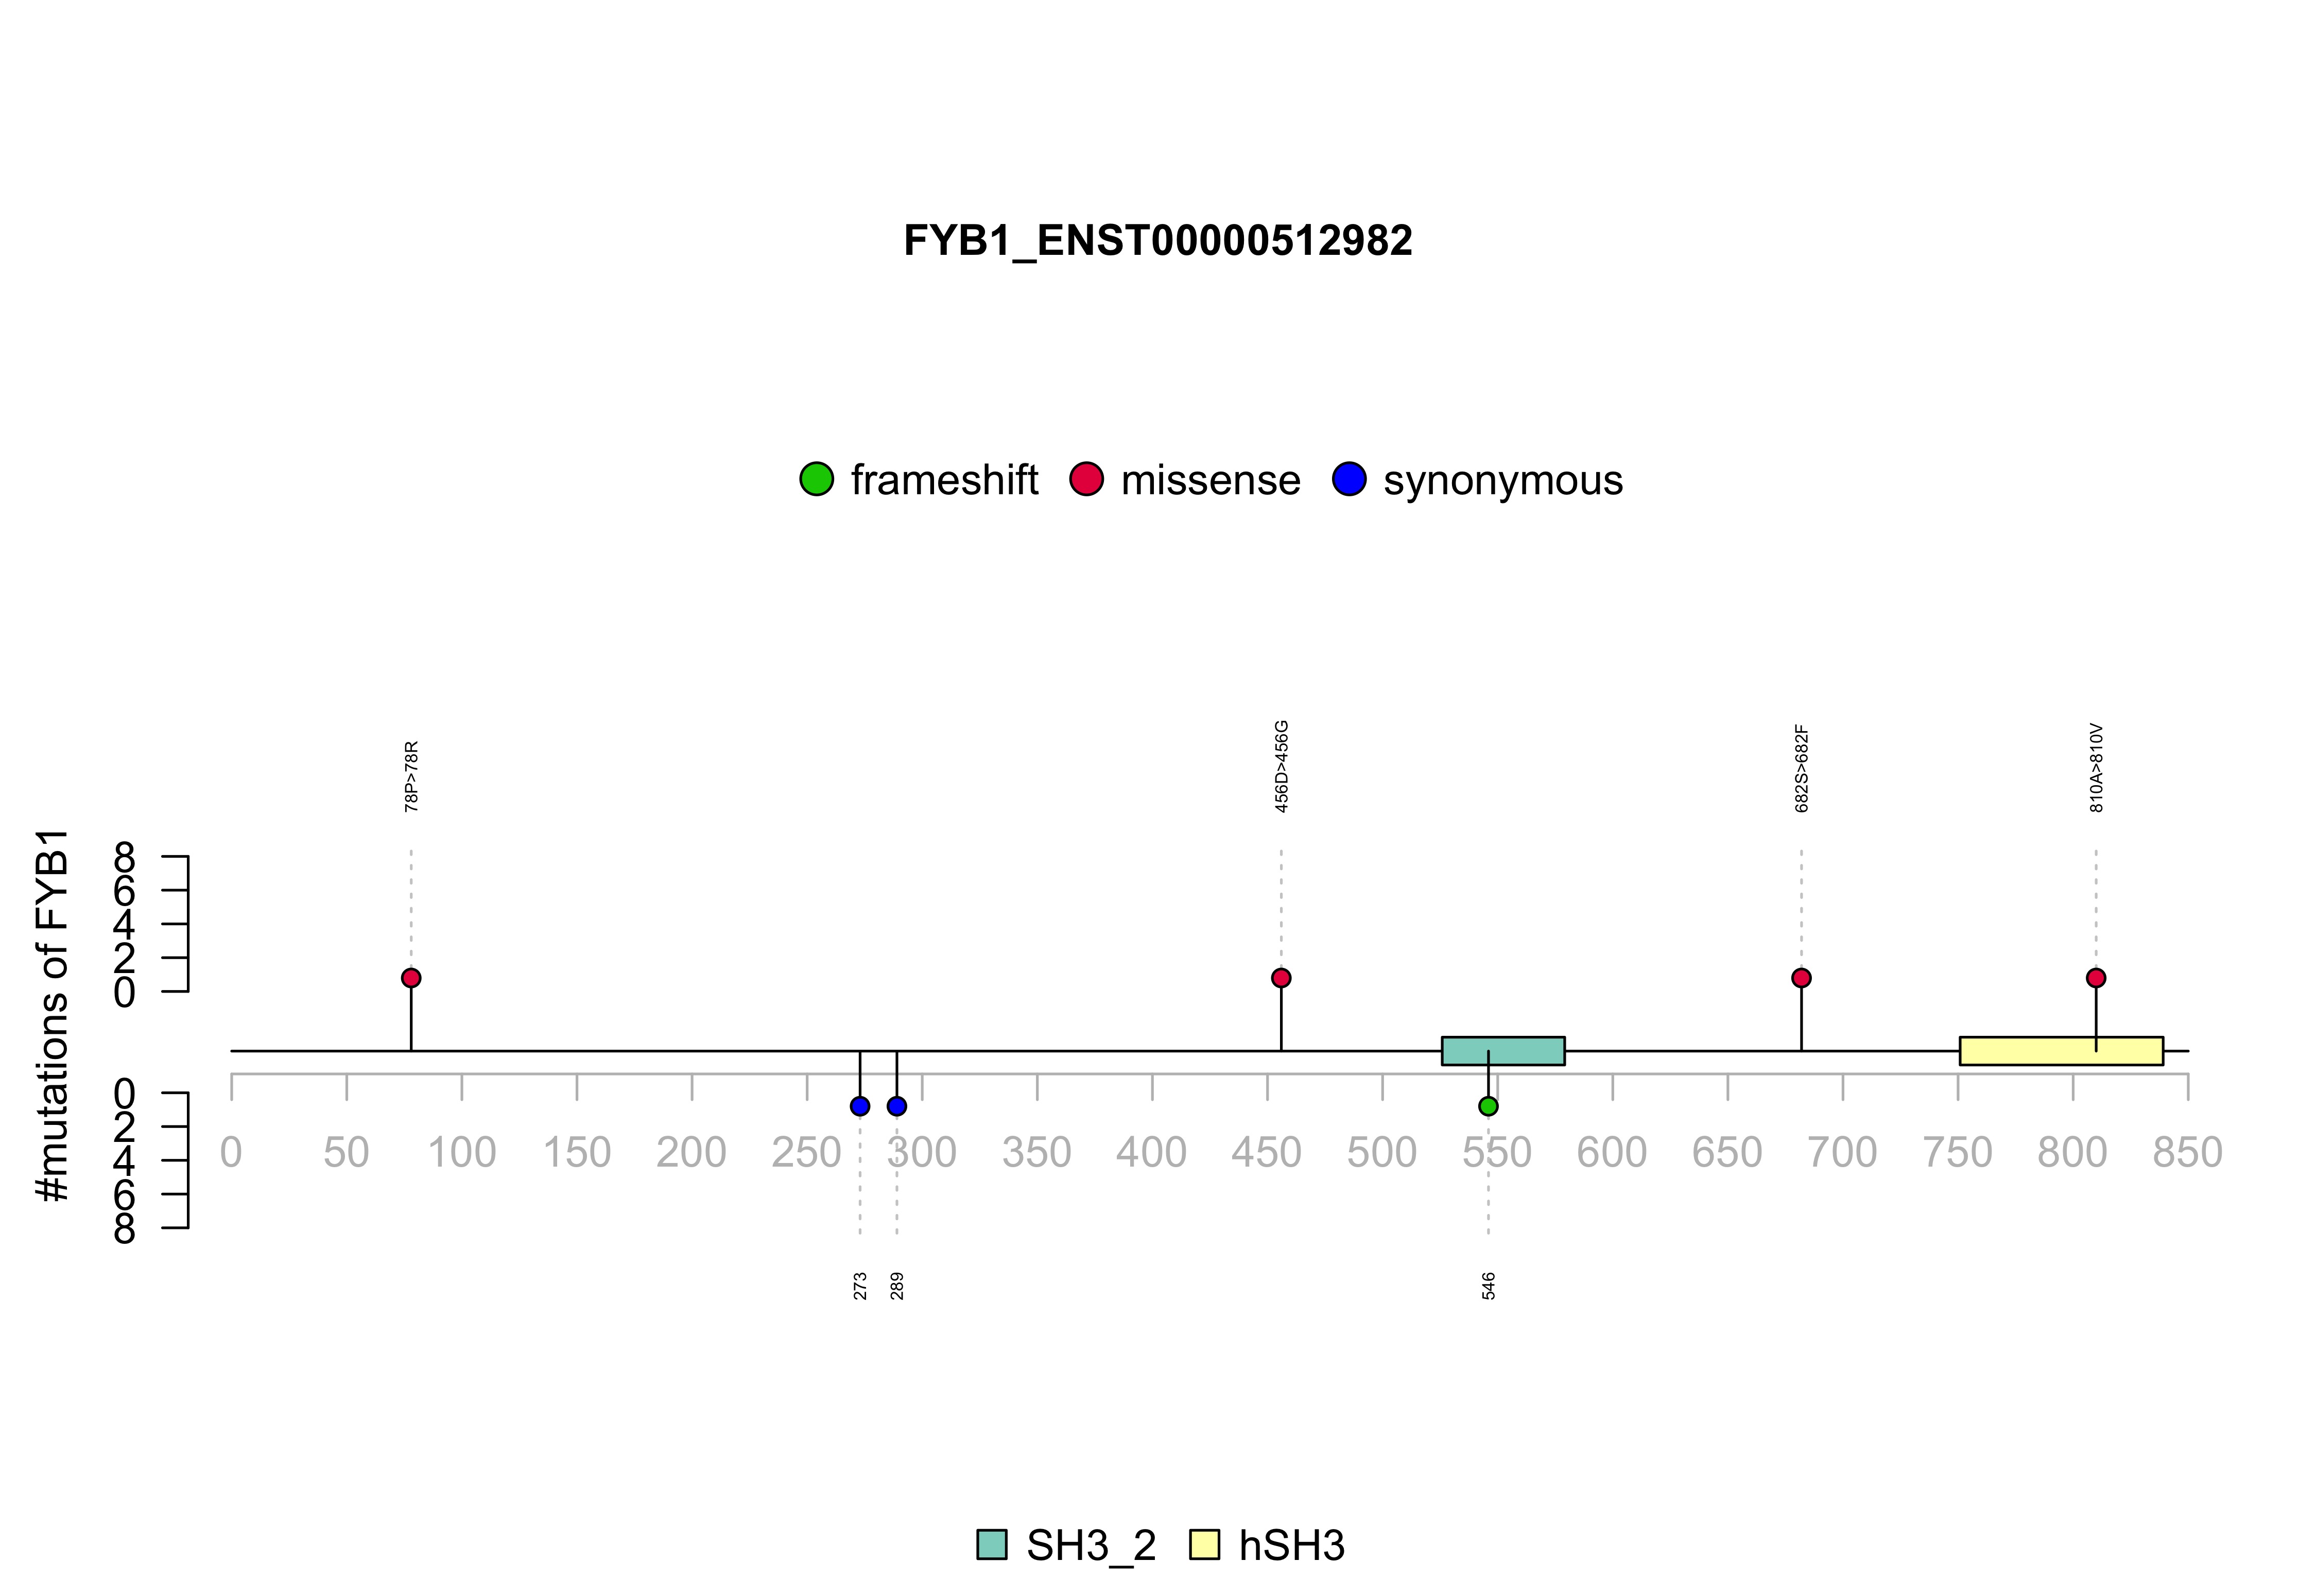 FYB1_ENST00000512982
frameshift missense synonymous
78P>78R
456D>456G
682S>682F
810A>810V
#mutations of FYB1
8
6
4
2
0
0
2
4
6
8
0 50 100 150 200 250 300 350 400 450 500 550 600 650 700 750 800 850
273
289
546
SH3_2 hSH3